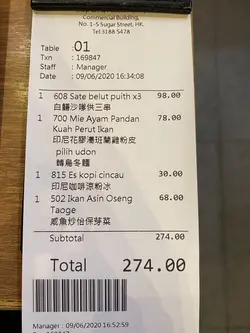 Commercial Building,
No. 1-5 Sugar Street, HK.
Tel:3188 5478
Table : 01
Txn : 169847
Staff : Manager
Date : 09/06/2020 16:34:08
1 608 Sate belut puith x3 98.00
白鱔沙嗲供三串
1 700 Mie Ayam Pandan 78.00
Kuah Perut Ikan
印尼花膠濃班蘭雞粉皮
pilih udon
轉烏冬麵
1 815 Es kopi cincau 30.00
印尼咖啡涼粉冰
1 502 Ikan Asin Oseng 68.00
Taoge
咸魚炒怡保芽菜
Subtotal 274.00
Total 274.00
Manager : 09/06/2020 16:52:59